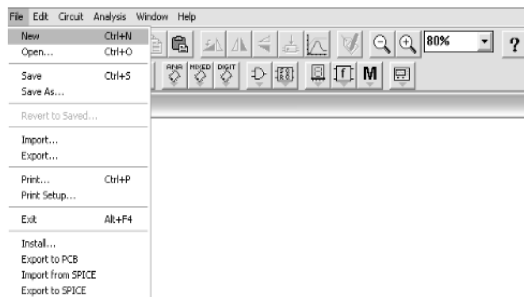 File Edit Circuit Analysis Window Help
New Ctrl+N
Open... Ctrl+O
Save Ctrl+S
Save As...
Revert to Saved...
Import...
Export...
Print... Ctrl+P
Print Setup...
Exit Alt+F4
Install...
Export to PCB
Import from SPICE
Export to SPICE
80% ?
ANA MIXED DIGIT
f M